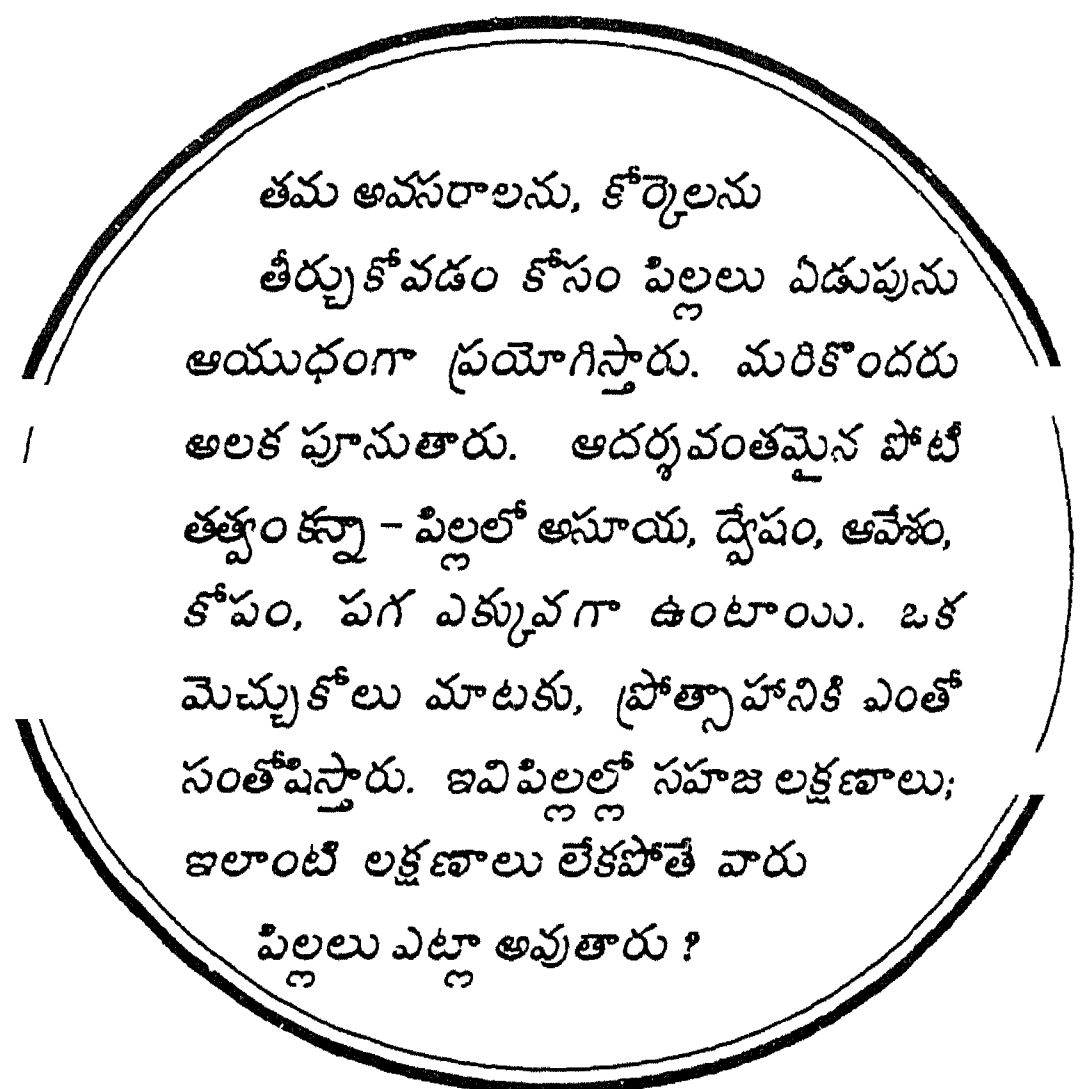 తమ అవసరాలను, కోర్కెలను
తీర్చుకోవడం కోసం పిల్లలు ఏడుపును
ఆయుధంగా ప్రయోగిస్తారు. మరికొందరు
అలక పూనుతారు. ఆదర్శవంతమైన పోటీ
తత్వం కన్నా - పిల్లలో అసూయ, ద్వేషం, ఆవేశం,
కోపం, పగ ఎక్కువగా ఉంటాయి. ఒక
మెచ్చుకోలు మాటకు, ప్రోత్సాహానికి ఎంతో
సంతోషిస్తారు. ఇవి పిల్లల్లో సహజ లక్షణాలు;
ఇలాంటి లక్షణాలు లేకపోతే వారు
పిల్లలు ఎట్లా అవుతారు ?